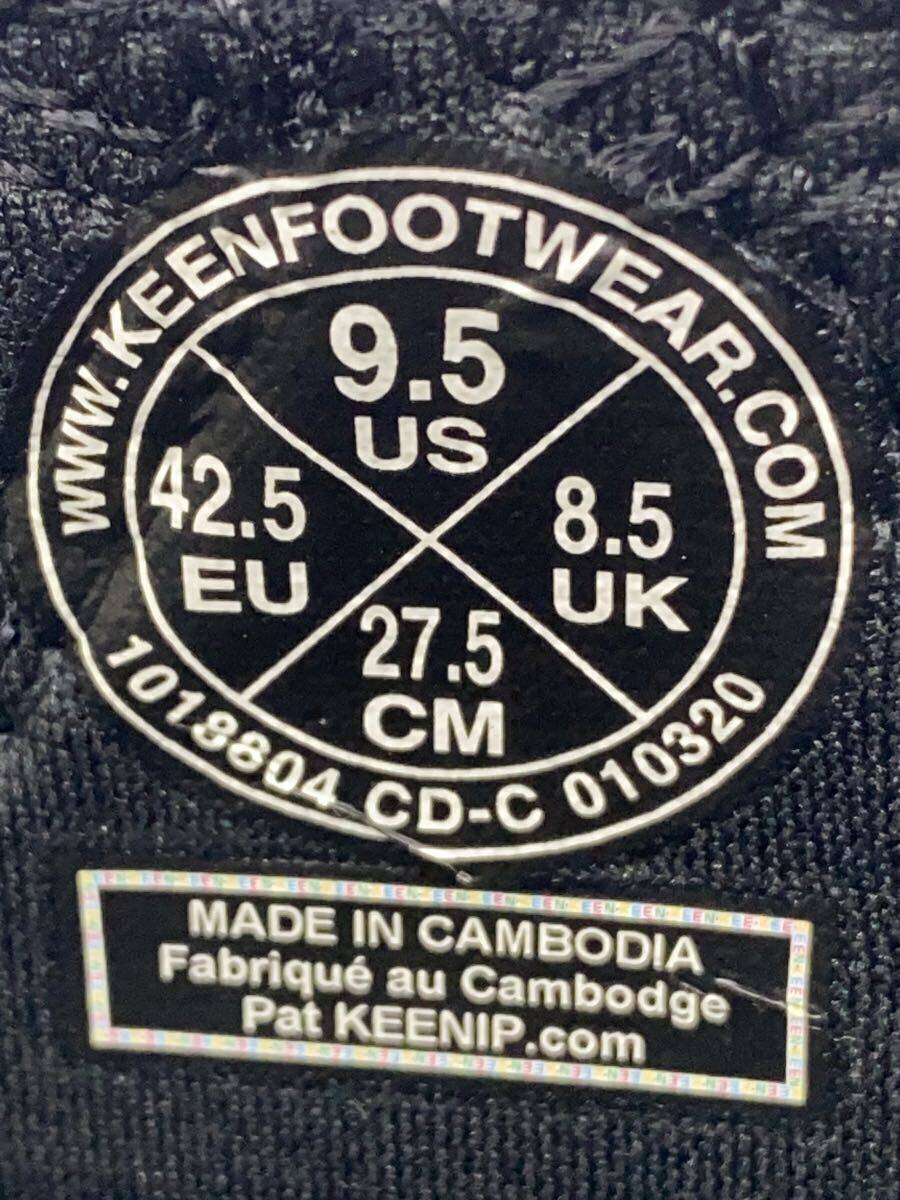 WWW.KEENFOOTWEAR.COM
9.5
US
42.5
EU
8.5
UK
27.5
CM
1018804 CD-C 010320
MADE IN CAMBODIA
Fabriqué au Cambodge
Pat KEENIP.com